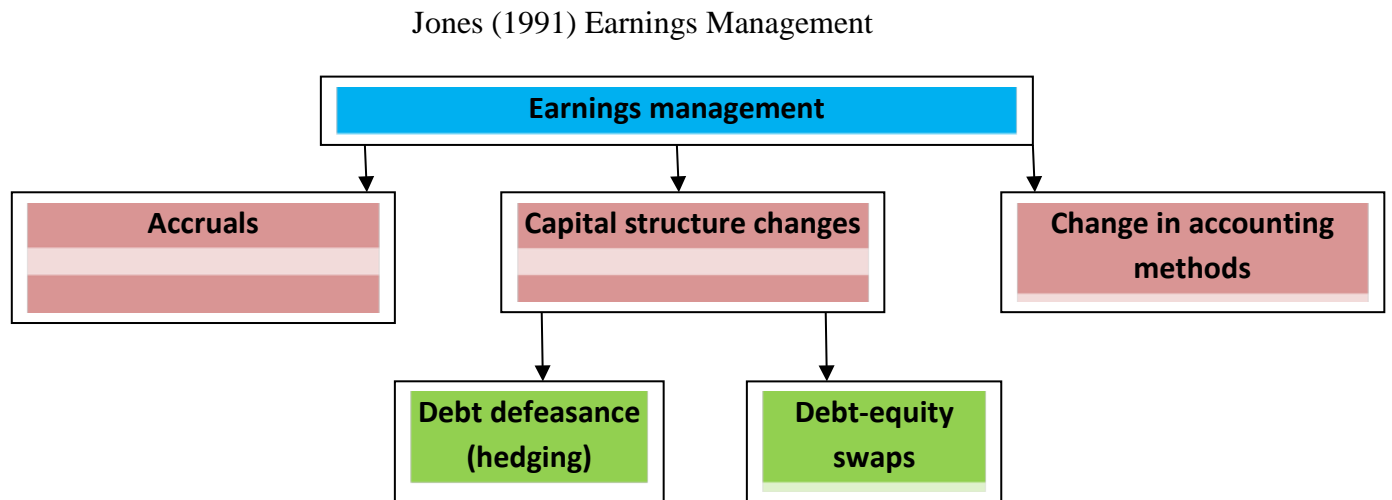 Jones (1991) Earnings Management
Earnings management
Accruals
Capital structure changes
Change in accounting
methods
Debt defeasance
(hedging)
Debt-equity
swaps